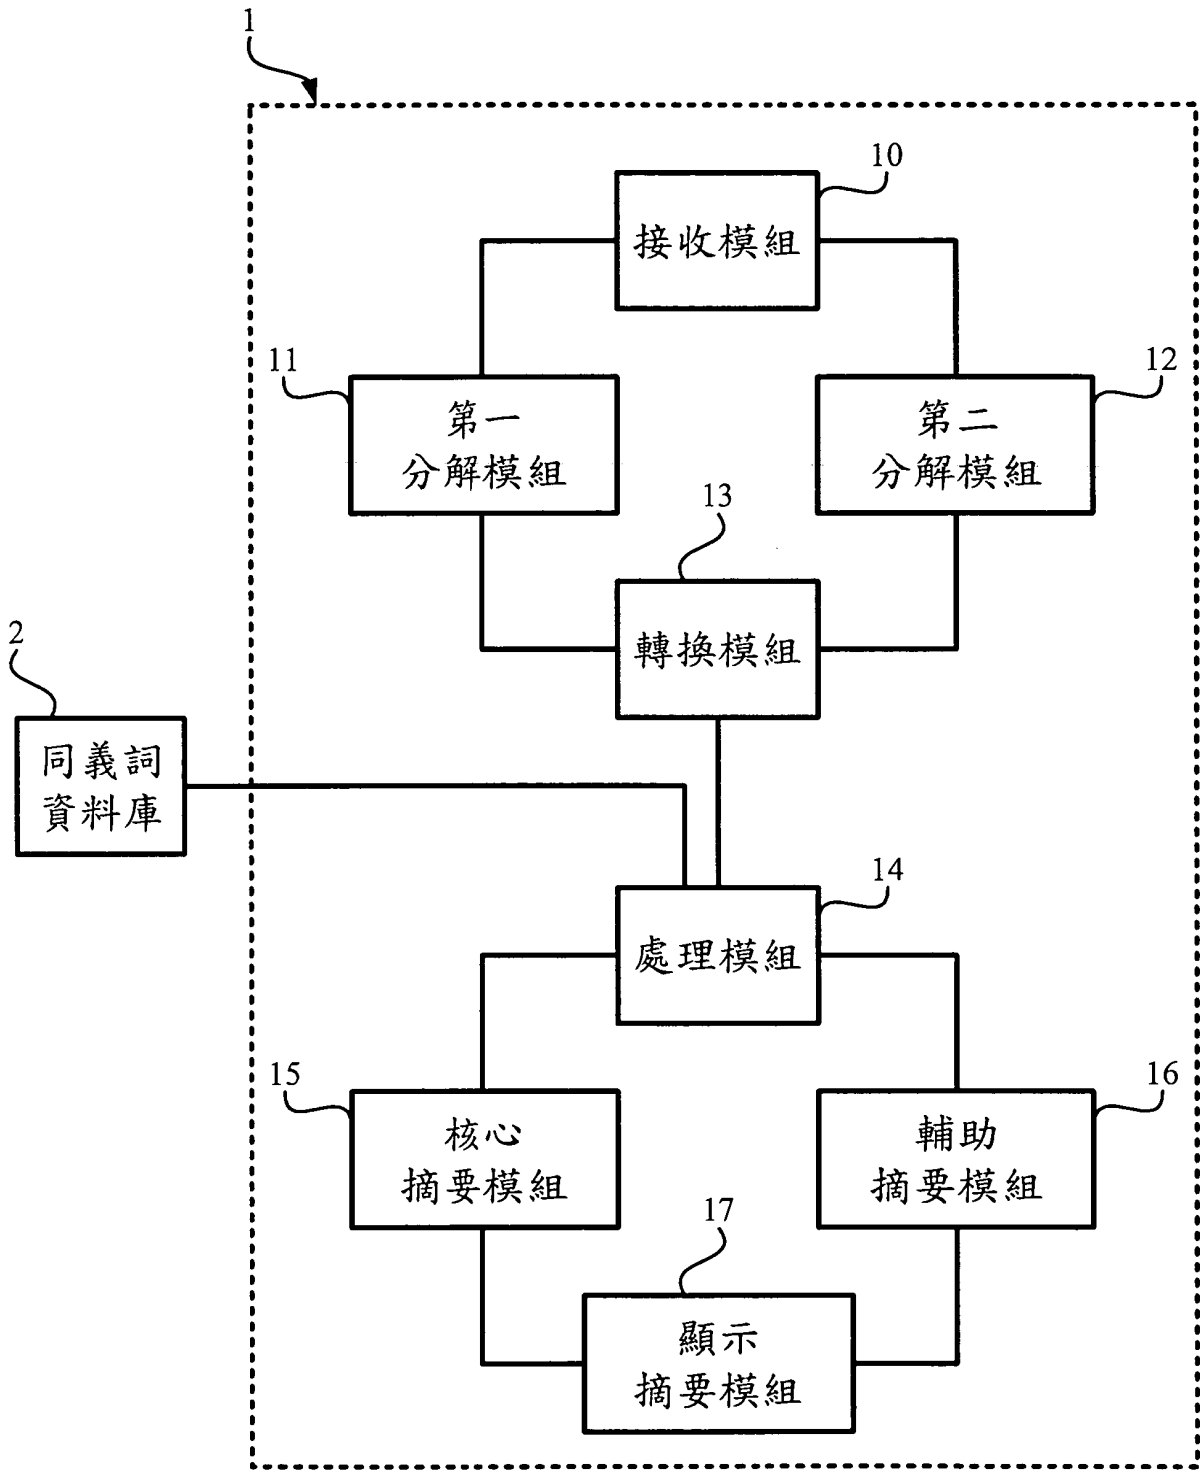 1
10
接收模組
11
12
第一
分解模組
第二
分解模組
13
轉換模組
2
同義詞
資料庫
14
處理模組
15
16
核心
摘要模組
輔助
摘要模組
17
顯示
摘要模組